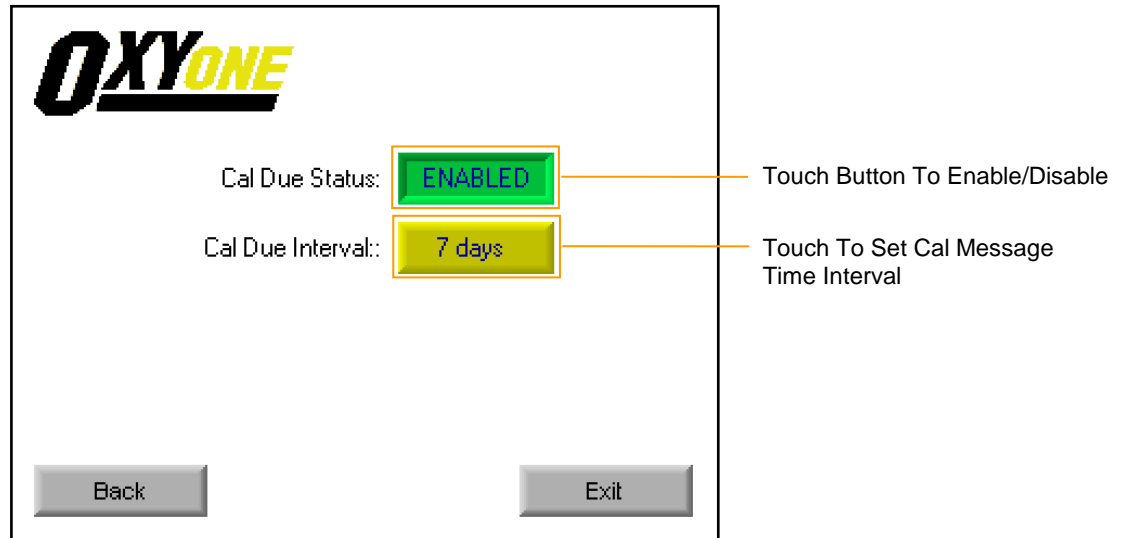 OXYONE
Cal Due Status: ENABLED
Touch Button To Enable/Disable
Cal Due Interval:: 7 days
Touch To Set Cal Message
Time Interval
Back
Exit